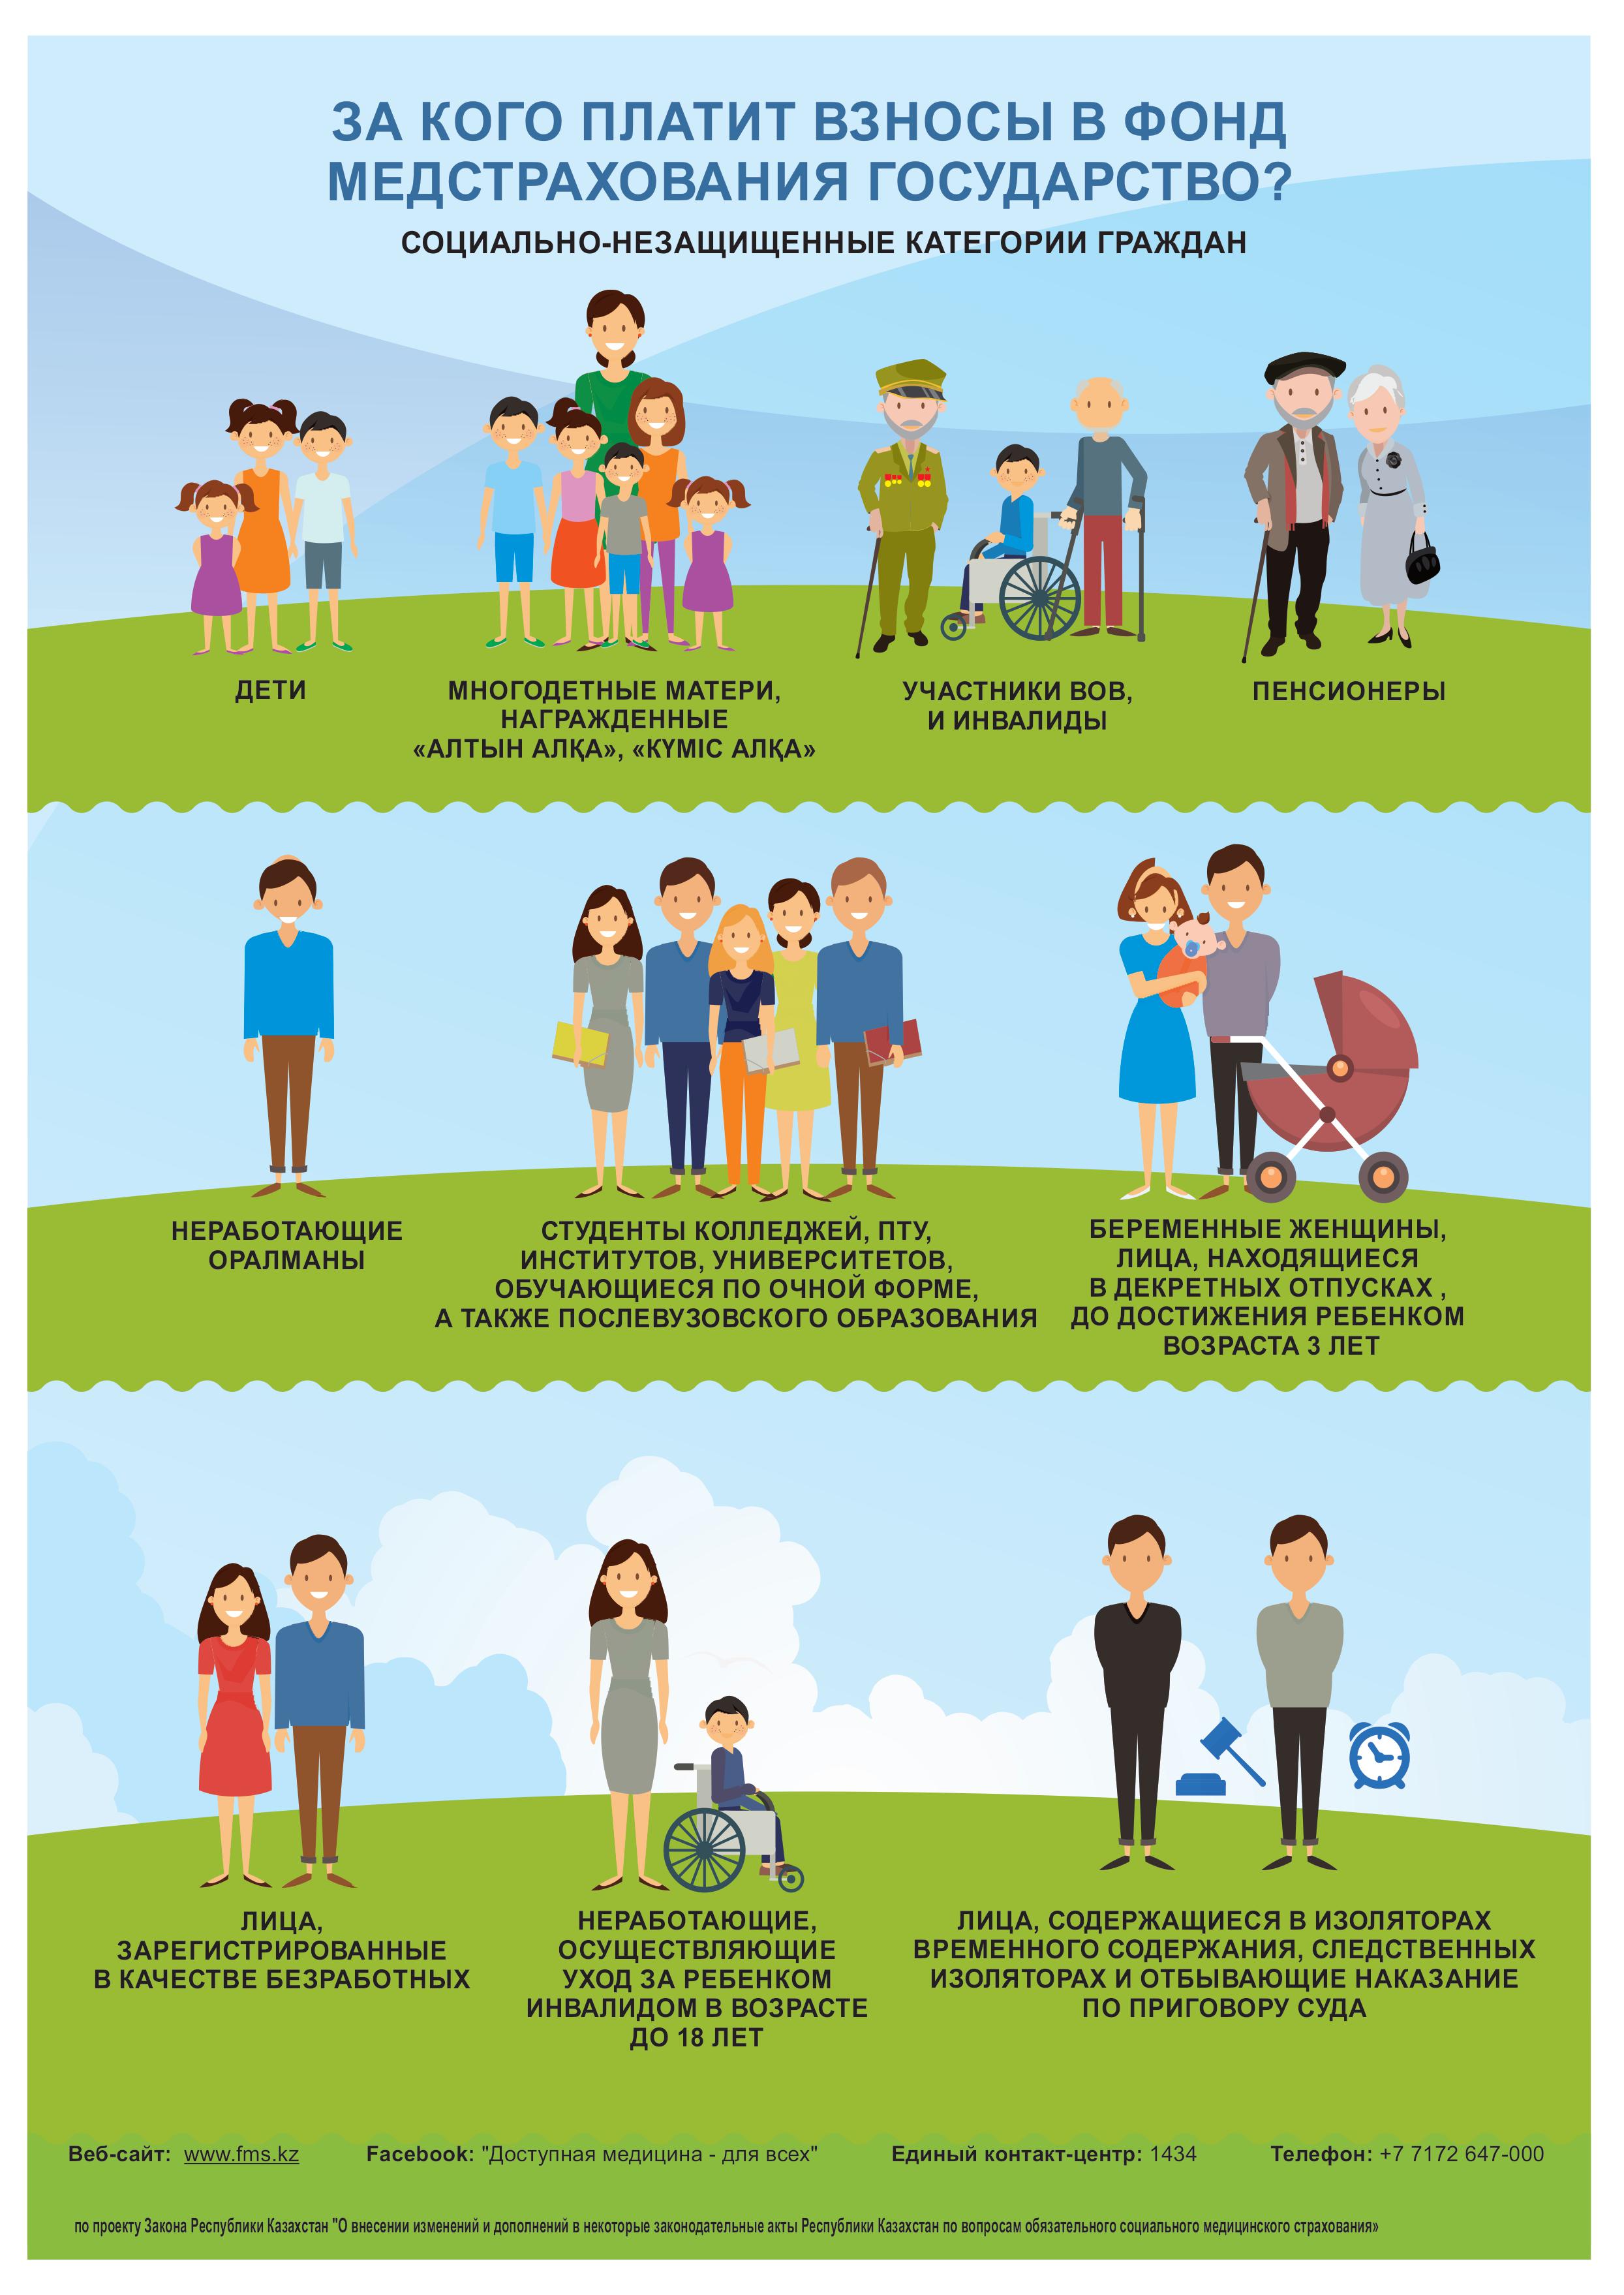 ЗА КОГО ПЛАТИТ ВЗНОСЫ В ФОНД
МЕДСТРАХОВАНИЯ ГОСУДАРСТВО?
СОЦИАЛЬНО-НЕЗАЩИЩЕННЫЕ КАТЕГОРИИ ГРАЖДАН
ДЕТИ
МНОГОДЕТНЫЕ МАТЕРИ,
НАГРАЖДЕННЫЕ
«АЛТЫН АЛҚА», «КҮМІС АЛҚА»
УЧАСТНИКИ ВОВ,
И ИНВАЛИДЫ
ПЕНСИОНЕРЫ
НЕРАБОТАЮЩИЕ
ОРАЛМАНЫ
СТУДЕНТЫ КОЛЛЕДЖЕЙ, ПТУ,
ИНСТИТУТОВ, УНИВЕРСИТЕТОВ,
ОБУЧАЮЩИЕСЯ ПО ОЧНОЙ ФОРМЕ,
А ТАКЖЕ ПОСЛЕВУЗОВСКОГО ОБРАЗОВАНИЯ
БЕРЕМЕННЫЕ ЖЕНЩИНЫ,
ЛИЦА, НАХОДЯЩИЕСЯ
В ДЕКРЕТНЫХ ОТПУСКАХ ,
ДО ДОСТИЖЕНИЯ РЕБЕНКОМ
ВОЗРАСТА 3 ЛЕТ
ЛИЦА,
ЗАРЕГИСТРИРОВАННЫЕ
В КАЧЕСТВЕ БЕЗРАБОТНЫХ
НЕРАБОТАЮЩИЕ,
ОСУЩЕСТВЛЯЮЩИЕ
УХОД ЗА РЕБЕНКОМ
ИНВАЛИДОМ В ВОЗРАСТЕ
ДО 18 ЛЕТ
ЛИЦА, СОДЕРЖАЩИЕСЯ В ИЗОЛЯТОРАХ
ВРЕМЕННОГО СОДЕРЖАНИЯ, СЛЕДСТВЕННЫХ
ИЗОЛЯТОРАХ И ОТБЫВАЮЩИЕ НАКАЗАНИЕ
ПО ПРИГОВОРУ СУДА
Веб-сайт: www.fms.kz Facebook: "Доступная медицина - для всех" Единый контакт-центр: 1434 Телефон: +7 7172 647-000
по проекту Закона Республики Казахстан "О внесении изменений и дополнений в некоторые законодательные акты Республики Казахстан по вопросам обязательного социального медицинского страхования»